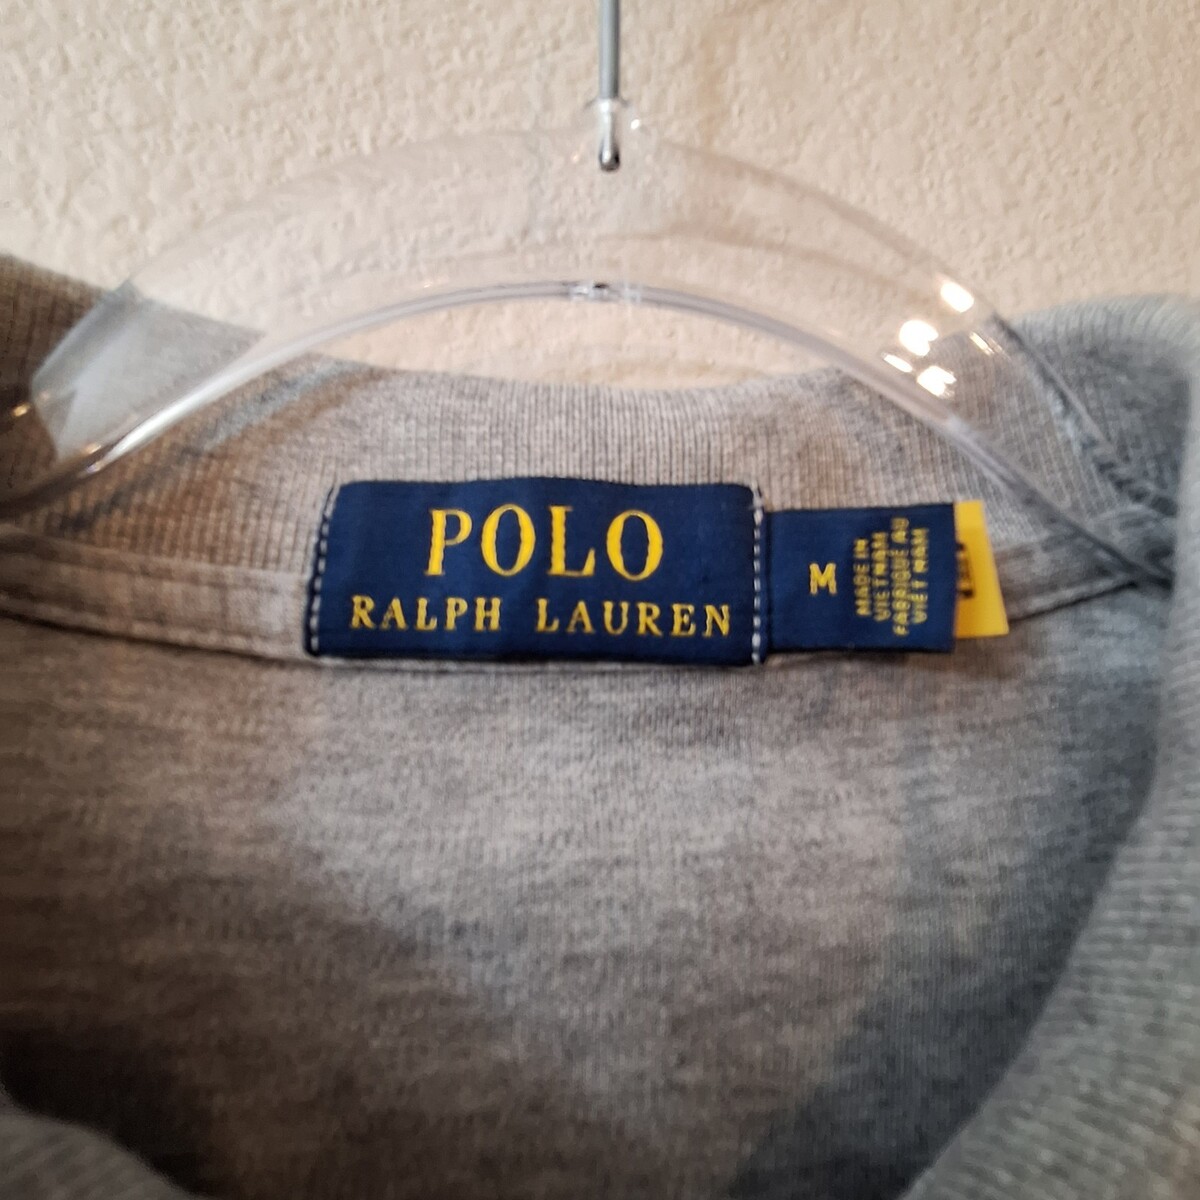 POLO
RALPH LAUREN
M
MADE IN
VIETNAM
FABRIQUÉ AU
VIET NAM